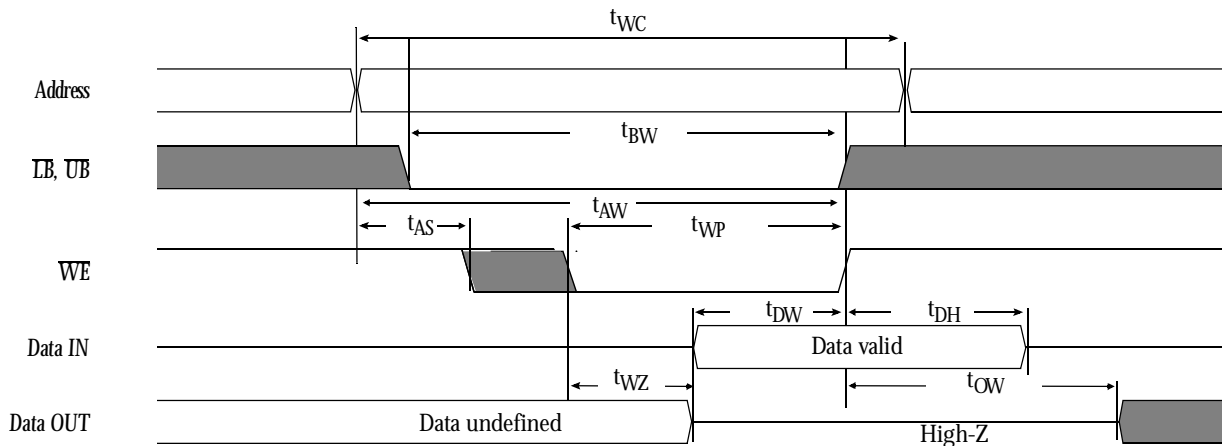 tWC
Address
tBW
LB, UB
tAW
tAS
tWP
WE
tDW
tDH
Data IN
Data valid
tWZ
tOW
Data OUT
Data undefined
High-Z